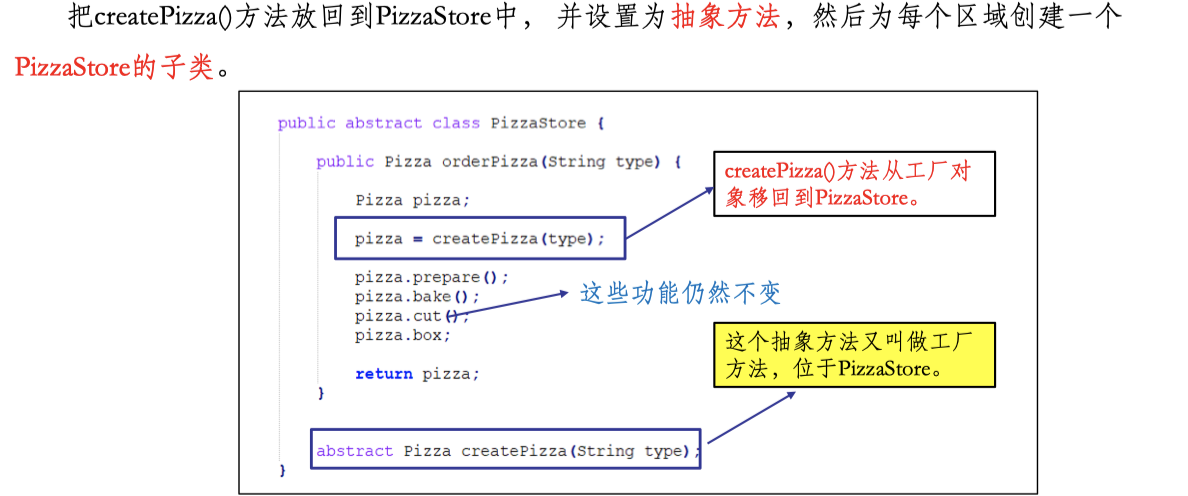 把createPizza()方法放回到PizzaStore中， 并设置为抽象方法，然后为每个区域创建一个
PizzaStore的子类。
public abstract class PizzaStore {
public Pizza orderPizza(String type) {
Pizza pizza;
pizza = createPizza(type);
pizza.prepare();
pizza.bake();
pizza.cut();
pizza.box;
return pizza;
}
abstract Pizza createPizza(String type);
}
createPizza()方法从工厂对
象移回到PizzaStore。
这些功能仍然不变
这个抽象方法又叫做工厂
方法，位于PizzaStore。